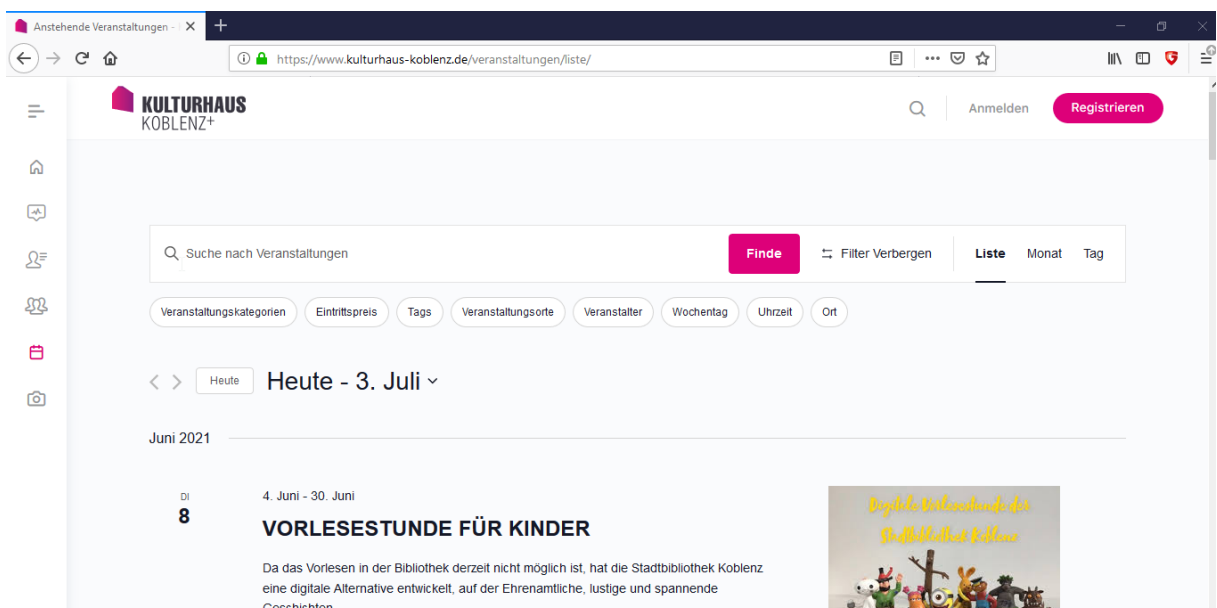 Anstehende Veranstaltungen -
https://www.kulturhaus-koblenz.de/veranstaltungen/liste/
KULTURHAUS
KOBLENZ+
Anmelden
Registrieren
Suche nach Veranstaltungen
Finde
Filter Verbergen
Liste
Monat
Tag
Veranstaltungskategorien
Eintrittspreis
Tags
Veranstaltungsorte
Veranstalter
Wochentag
Uhrzeit
Ort
Heute
Heute - 3. Juli
Juni 2021
DI
8
4. Juni - 30. Juni
VORLESESTUNDE FÜR KINDER
Da das Vorlesen in der Bibliothek derzeit nicht möglich ist, hat die Stadtbibliothek Koblenz
eine digitale Alternative entwickelt, auf der Ehrenamtliche, lustige und spannende
Geschichten
Digitale Vorlesestunde der
Stadtbibliothek Koblenz